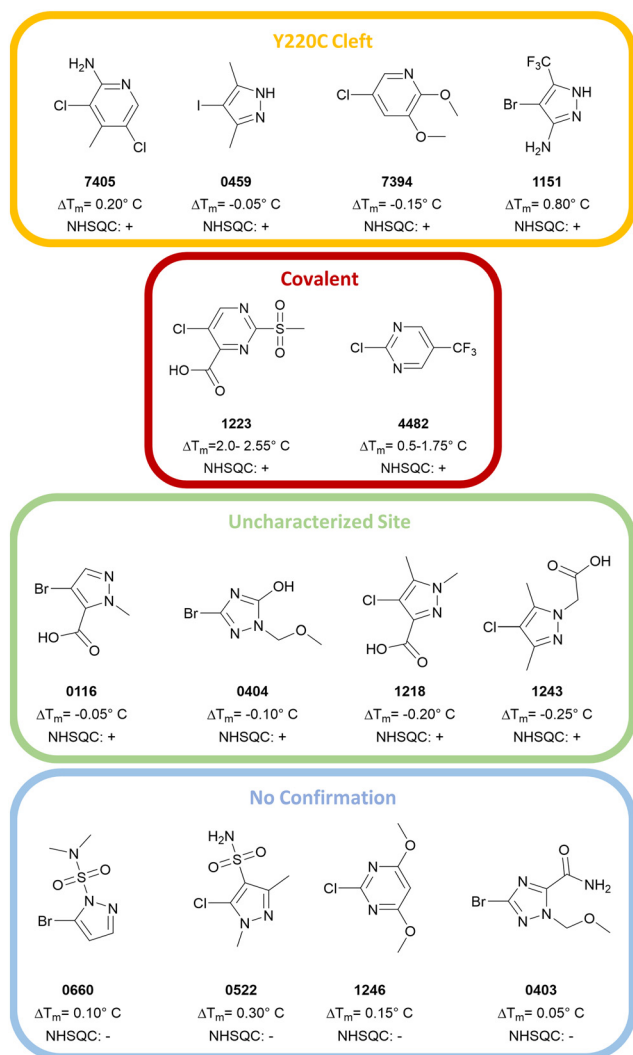 Y220C Cleft
H₂N N Cl Cl
I NH N
Cl N O O
F₃C Br NH N H₂N
7405 0459 7394 1151
ΔTₘ= 0.20° C ΔTₘ= -0.05° C ΔTₘ= -0.15° C ΔTₘ= 0.80° C
NHSQC: + NHSQC: + NHSQC: + NHSQC: +
Covalent
Cl N N O S O HO O
Cl N N CF₃
1223 4482
ΔTₘ=2.0- 2.55° C ΔTₘ= 0.5-1.75° C
NHSQC: + NHSQC: +
Uncharacterized Site
Br N N HO O
Br N OH N N O
Cl N N HO O
O OH Cl N N
0116 0404 1218 1243
ΔTₘ= -0.05° C ΔTₘ= -0.10° C ΔTₘ= -0.20° C ΔTₘ= -0.25° C
NHSQC: + NHSQC: + NHSQC: + NHSQC: +
No Confirmation
N O S O N N Br
H₂N O S O Cl N N
O N Cl N O
O NH₂ N Br N N O
0660 0522 1246 0403
ΔTₘ= 0.10° C ΔTₘ= 0.30° C ΔTₘ= 0.15° C ΔTₘ= 0.05° C
NHSQC: - NHSQC: - NHSQC: - NHSQC: -